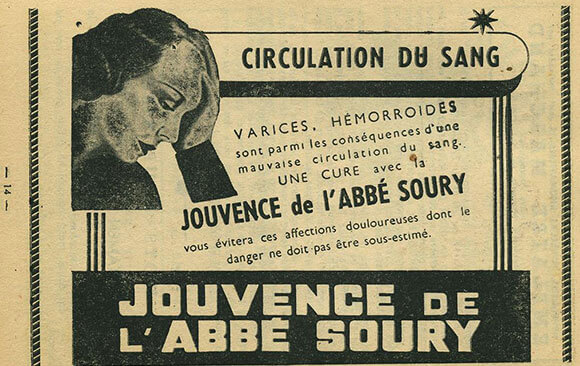 CIRCULATION DU SANG
VARICES, HÉMORROIDES
sont parmi les conséquences d'une
mauvaise circulation du sang.
UNE CURE avec la
JOUVENCE de l'ABBÉ SOURY
vous évitera ces affections douloureuses dont le
danger ne doit pas être sous-estimé.
JOUVENCE DE
L'ABBÉ SOURY
— 14 —